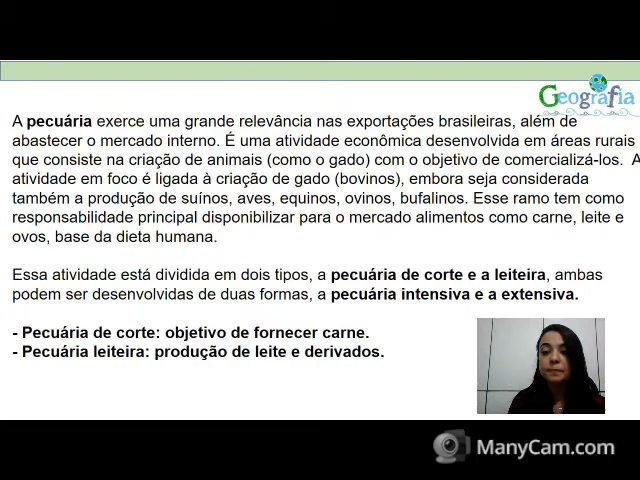 Geografia
A pecuária exerce uma grande relevância nas exportações brasileiras, além de
abastecer o mercado interno. É uma atividade econômica desenvolvida em áreas rurais
que consiste na criação de animais (como o gado) com o objetivo de comercializá-los. A
atividade em foco é ligada à criação de gado (bovinos), embora seja considerada
também a produção de suínos, aves, equinos, ovinos, bufalinos. Esse ramo tem como
responsabilidade principal disponibilizar para o mercado alimentos como carne, leite e
ovos, base da dieta humana.
Essa atividade está dividida em dois tipos, a pecuária de corte e a leiteira, ambas
podem ser desenvolvidas de duas formas, a pecuária intensiva e a extensiva.
- Pecuária de corte: objetivo de fornecer carne.
- Pecuária leiteira: produção de leite e derivados.
ManyCam.com